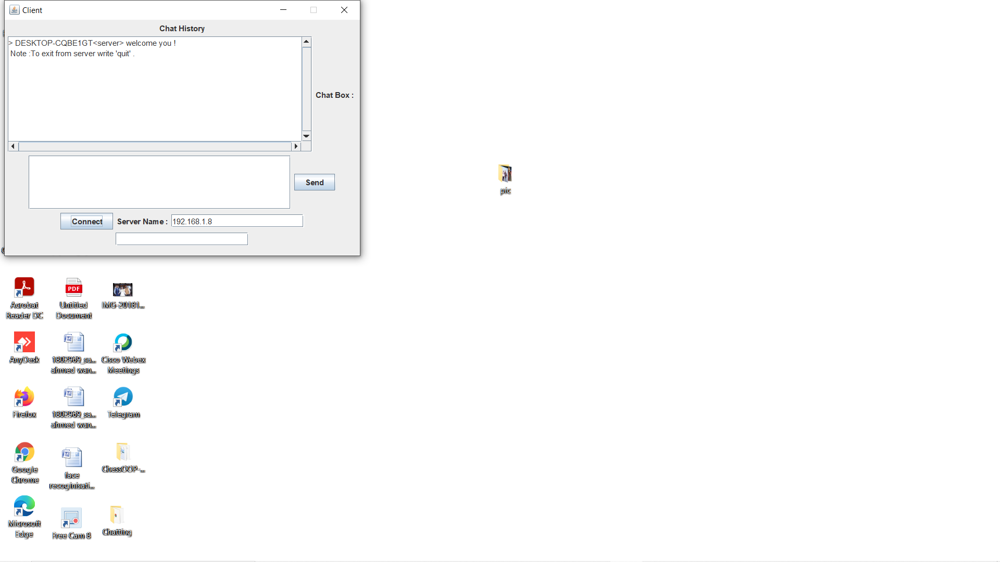 Client
Chat History
> DESKTOP-CQBE1GT<server> welcome you !
Note :To exit from server write 'quit' .
Chat Box :
Send
Connect
Server Name :
192.168.1.8
pic
Acrobat
Reader DC
Untitled
Document
IMG-20181...
AnyDesk
1802969_sa...
ahmed wan...
Cisco Webex
Meetings
Firefox
1802969_sa...
ahmed wan...
Telegram
Google
Chrome
face
recoginisati...
ChessOOP-...
Microsoft
Edge
Free Cam 8
Chatting
PDF